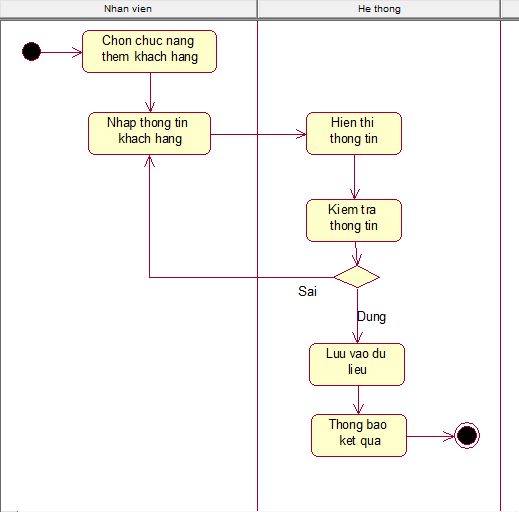 Nhan vien
He thong
Chon chuc nang
them khach hang
Nhap thong tin
khach hang
Hien thi
thong tin
Kiem tra
thong tin
Sai
Dung
Luu vao du
lieu
Thong bao
ket qua